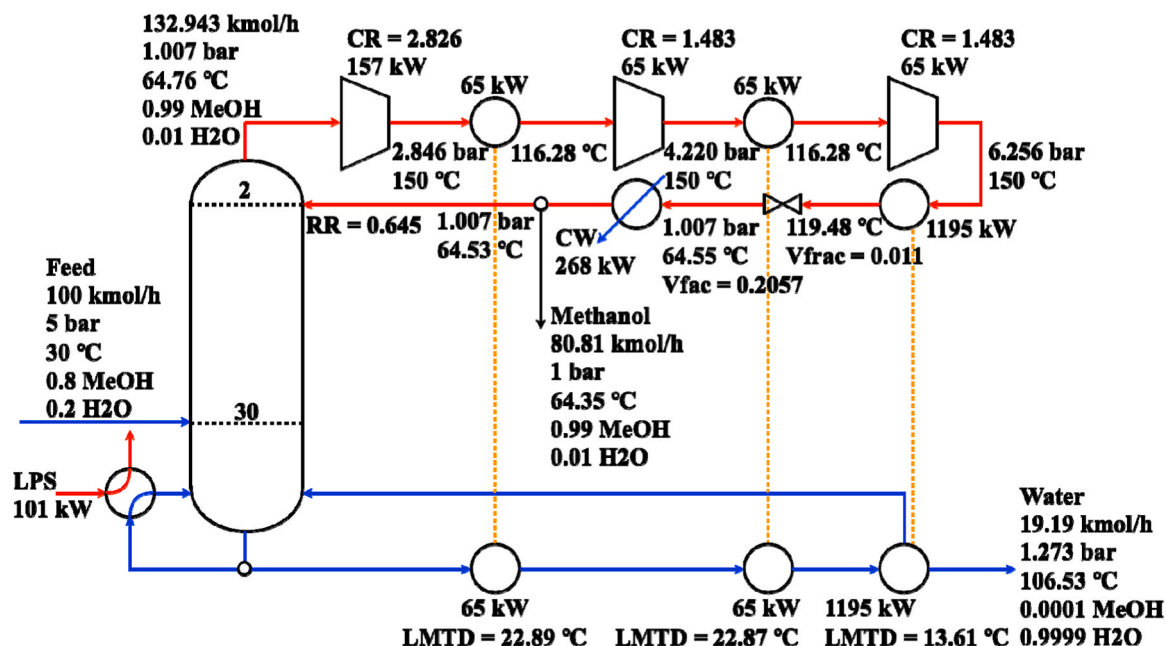 132.943 kmol/h
1.007 bar
64.76 ℃
0.99 MeOH
0.01 H2O
CR = 2.826
157 kW
65 kW
CR = 1.483
65 kW
65 kW
CR = 1.483
65 kW
2.846 bar
150 ℃
116.28 ℃
4.220 bar
150 ℃
116.28 ℃
6.256 bar
150 ℃
2
RR = 0.645
1.007 bar
64.53 ℃
CW
268 kW
1.007 bar
64.55 ℃
Vfac = 0.2057
119.48 ℃
Vfrac = 0.011
1195 kW
Feed
100 kmol/h
5 bar
30 ℃
0.8 MeOH
0.2 H2O
30
Methanol
80.81 kmol/h
1 bar
64.35 ℃
0.99 MeOH
0.01 H2O
LPS
101 kW
65 kW
LMTD = 22.89 ℃
65 kW
LMTD = 22.87 ℃
1195 kW
LMTD = 13.61 ℃
Water
19.19 kmol/h
1.273 bar
106.53 ℃
0.0001 MeOH
0.9999 H2O